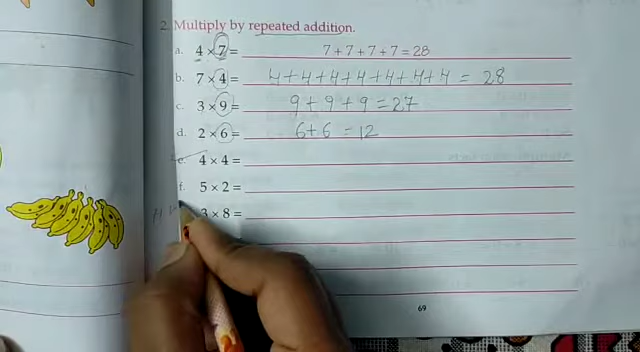 2. Multiply by repeated addition.
a. 4 × 7 = 7 + 7 + 7 + 7 = 28
b. 7 × 4 = 4 + 4 + 4 + 4 + 4 + 4 + 4 = 28
c. 3 × 9 = 9 + 9 + 9 = 27
d. 2 × 6 = 6 + 6 = 12
e. 4 × 4 =
f. 5 × 2 =
3 × 8 =
69